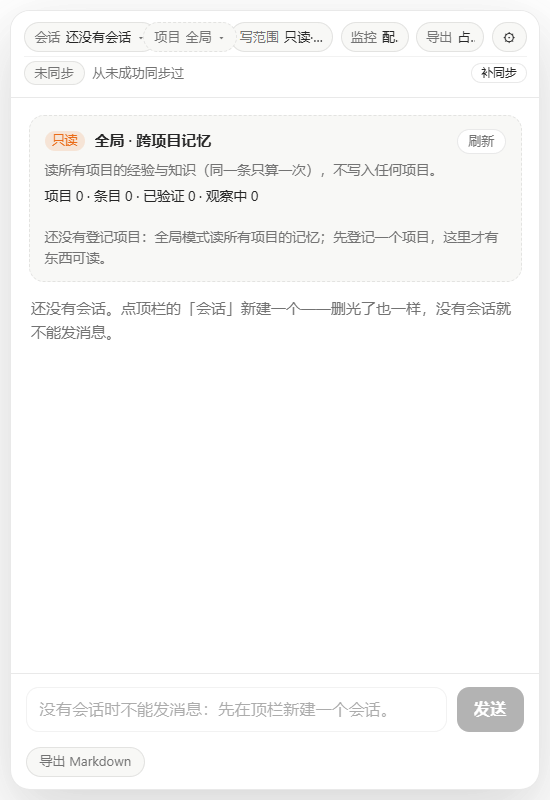 会话 还没有会话 项目 全局 写范围 只读·... 监控 配. 导出 占.
未同步 从未成功同步过 补同步
只读 全局 · 跨项目记忆 刷新
读所有项目的经验与知识（同一条只算一次），不写入任何项目。
项目 0 · 条目 0 · 已验证 0 · 观察中 0
还没有登记项目：全局模式读所有项目的记忆；先登记一个项目，这里才有
东西可读。
还没有会话。点顶栏的「会话」新建一个——删光了也一样，没有会话就
不能发消息。
没有会话时不能发消息：先在顶栏新建一个会话。 发送
导出 Markdown